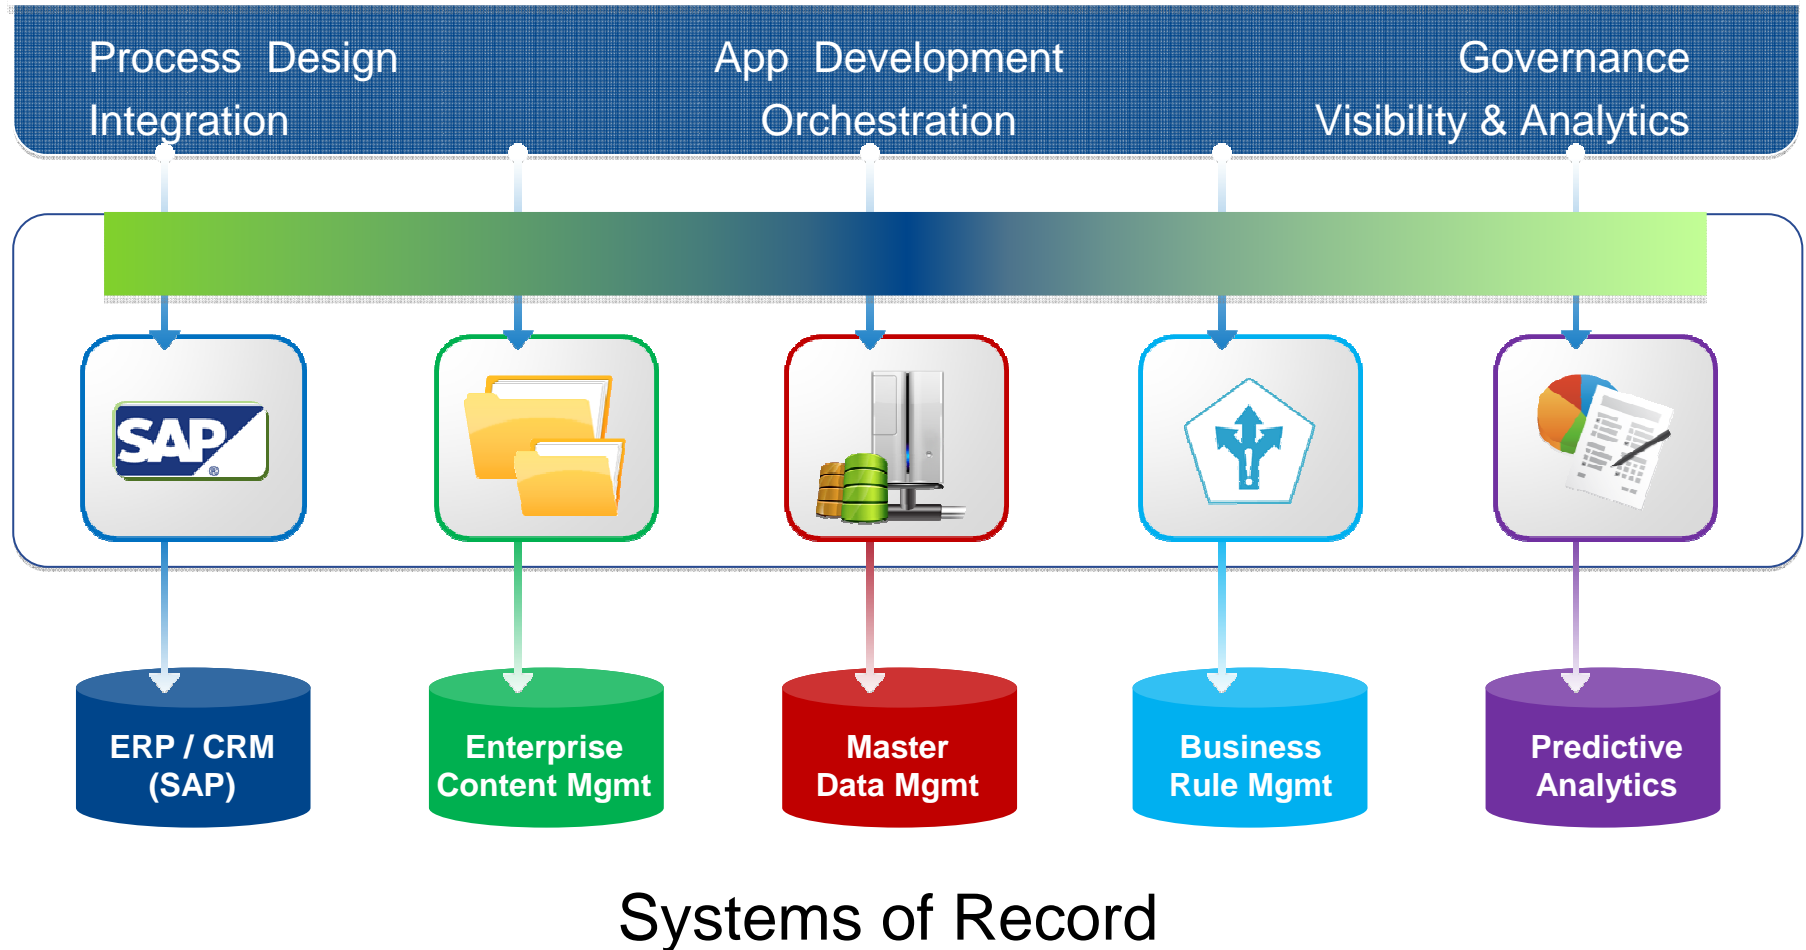 Process Design
Integration
App Development
Orchestration
Governance
Visibility & Analytics
SAP
®
ERP / CRM
(SAP)
Enterprise
Content Mgmt
Master
Data Mgmt
Business
Rule Mgmt
Predictive
Analytics
Systems of Record